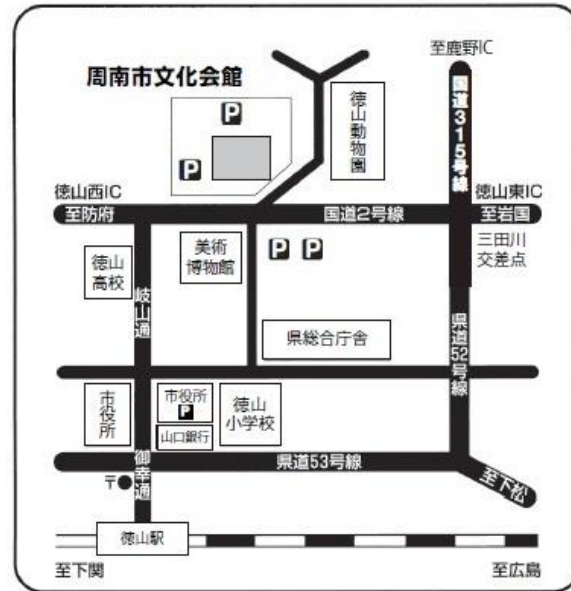 至鹿野IC
周南市文化会館
P
国道315号線
徳山動物園
P
徳山西IC
徳山東IC
至防府
国道2号線
至岩国
三田川
交差点
美術
博物館
P P
徳山
高校
岐山通
県総合庁舎
県道52号線
市役所
市役所
P
徳山
小学校
山口銀行
御幸通
県道53号線
〒
至下松
徳山駅
至下関
至広島